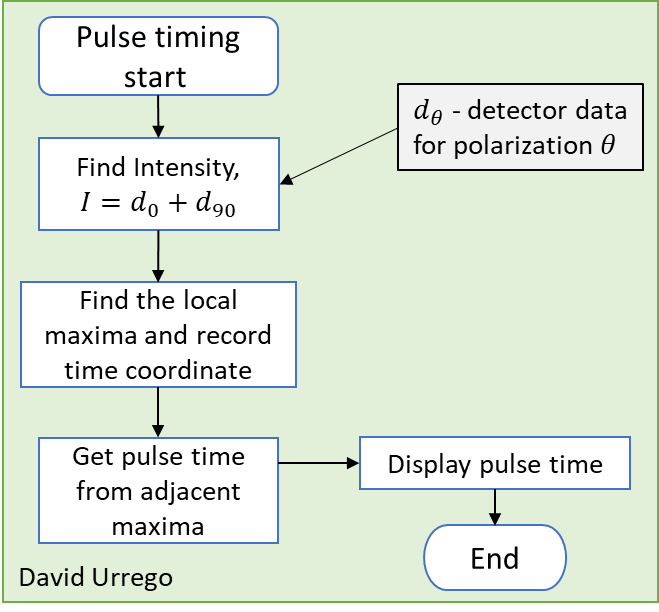 Pulse timing
start
Find Intensity,
𝐼 = 𝑑₀ + 𝑑₉₀
𝑑_𝜃 - detector data
for polarization 𝜃
Find the local
maxima and record
time coordinate
Get pulse time
from adjacent
maxima
Display pulse time
End
David Urrego